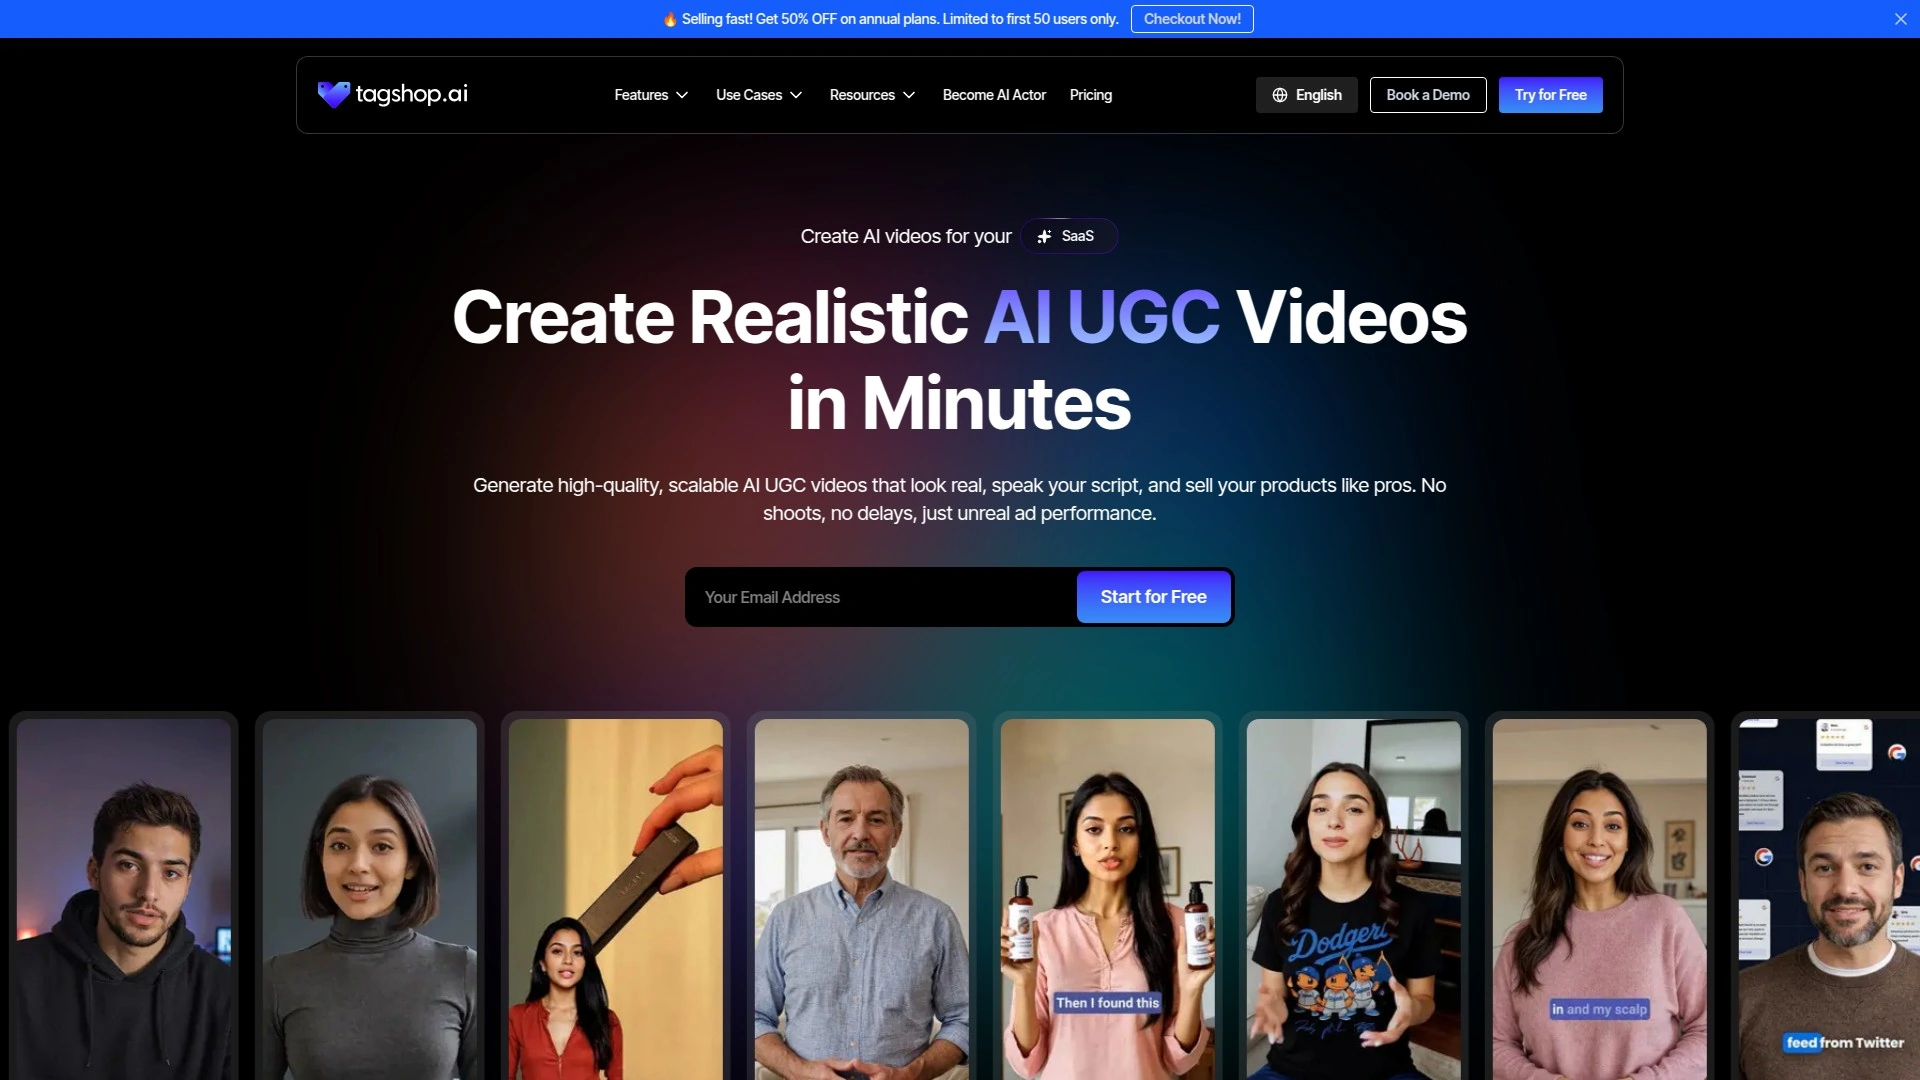 🔥 Selling fast! Get 50% OFF on annual plans. Limited to first 50 users only. Checkout Now!
tagshop.ai
Features
Use Cases
Resources
Become AI Actor
Pricing
English
Book a Demo
Try for Free
Create AI videos for your SaaS
Create Realistic AI UGC Videos
in Minutes
Generate high-quality, scalable AI UGC videos that look real, speak your script, and sell your products like pros. No
shoots, no delays, just unreal ad performance.
Your Email Address
Start for Free
Dodgers
Then I found this
in and my scalp
feed from Twitter